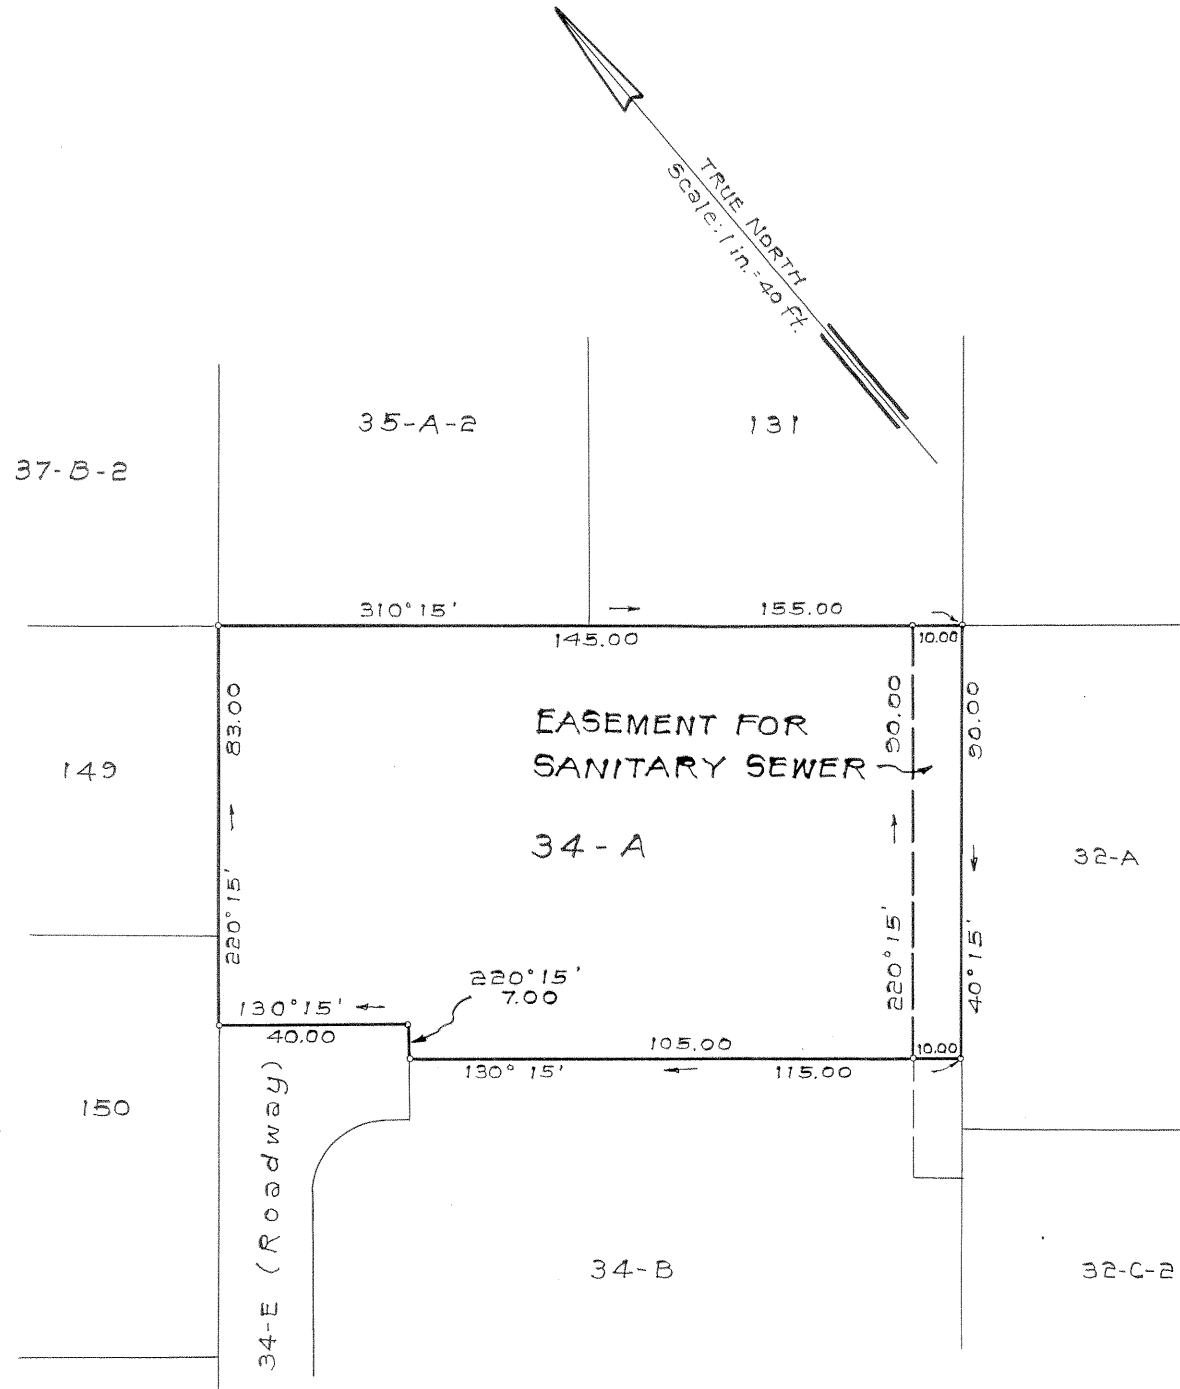 TRUE NORTH
Scale: 1 in. = 40 ft.
35-A-2
131
37-B-2
310° 15'
155.00
145.00
10.00
83.00
220° 15'
EASEMENT FOR
SANITARY SEWER
90.00
220° 15'
90.00
40° 15'
149
34-A
32-A
220° 15'
7.00
130° 15'
40.00
105.00
10.00
130° 15'
115.00
150
34-E (Roadway)
34-B
32-C-2